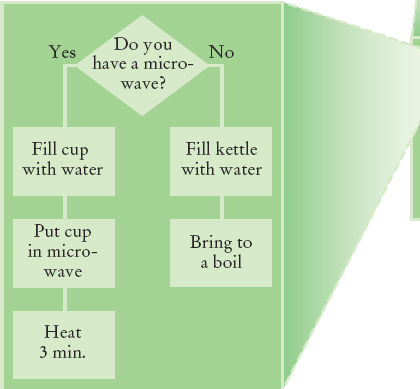 Do you
have a micro-
wave?
Yes
No
Fill cup
with water
Put cup
in micro-
wave
Heat
3 min.
Fill kettle
with water
Bring to
a boil